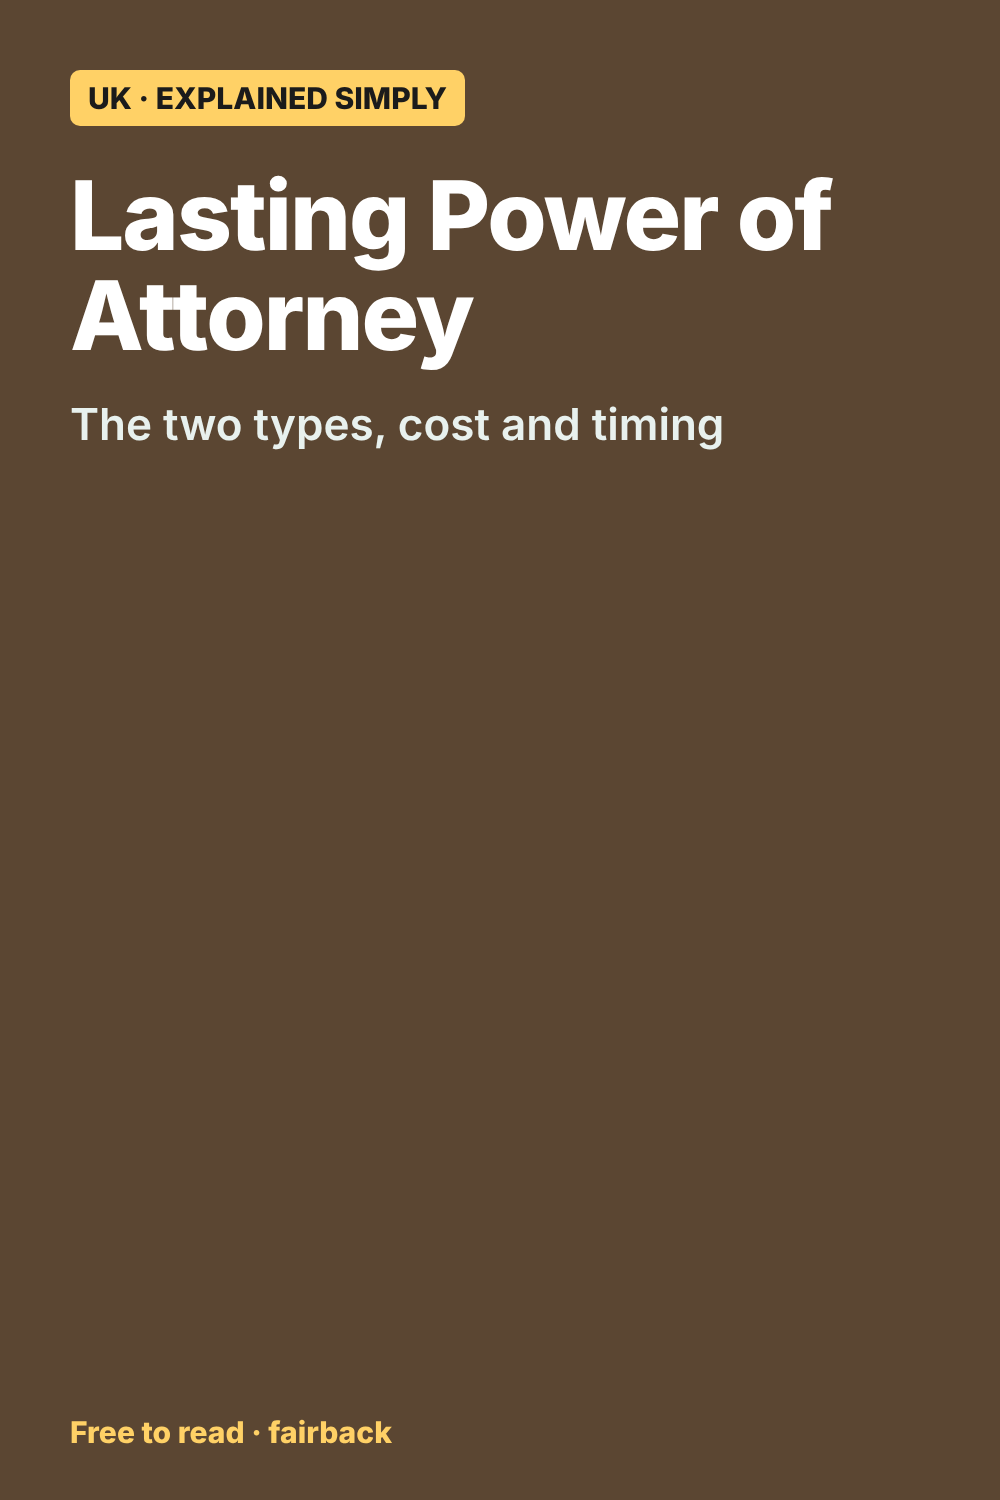 UK · EXPLAINED SIMPLY
Lasting Power of
Attorney
The two types, cost and timing
Free to read · fairback